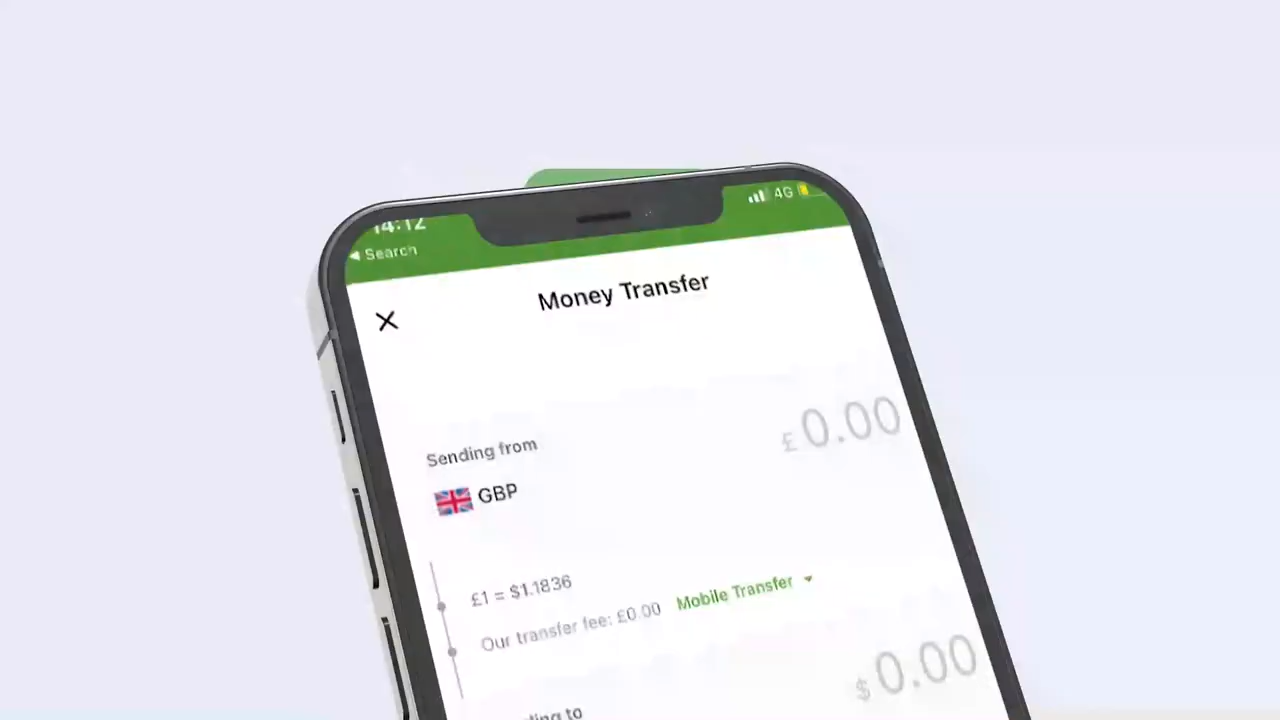 14:12
4G
Search
Money Transfer
Sending from
£ 0.00
GBP
£1 = $1.1836
Our transfer fee: £0.00 Mobile Transfer
$ 0.00
to